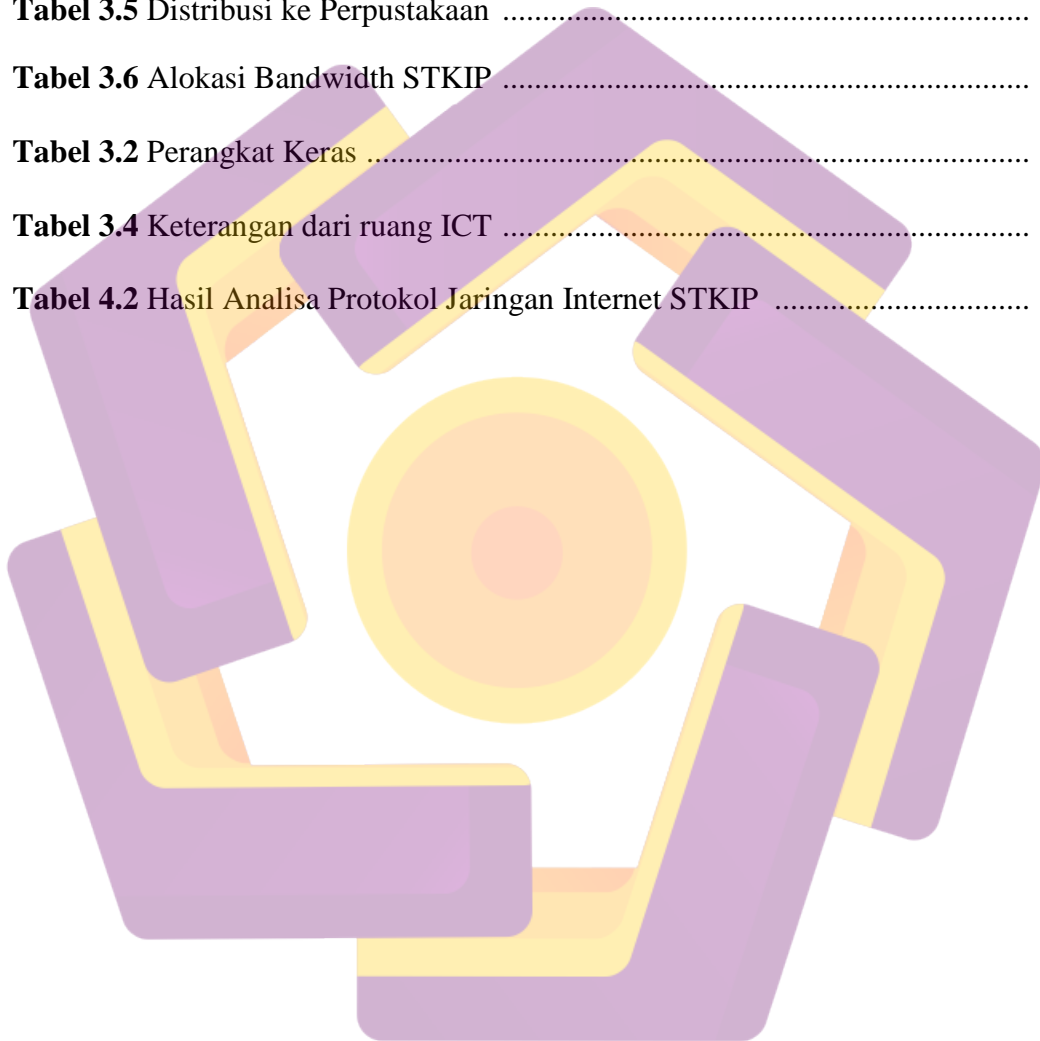 Tabel 3.5 Distribusi ke Perpustakaan ..................................................................
Tabel 3.6 Alokasi Bandwidth STKIP ..................................................................
Tabel 3.2 Perangkat Keras ...................................................................................
Tabel 3.4 Keterangan dari ruang ICT ..................................................................
Tabel 4.2 Hasil Analisa Protokol Jaringan Internet STKIP ................................